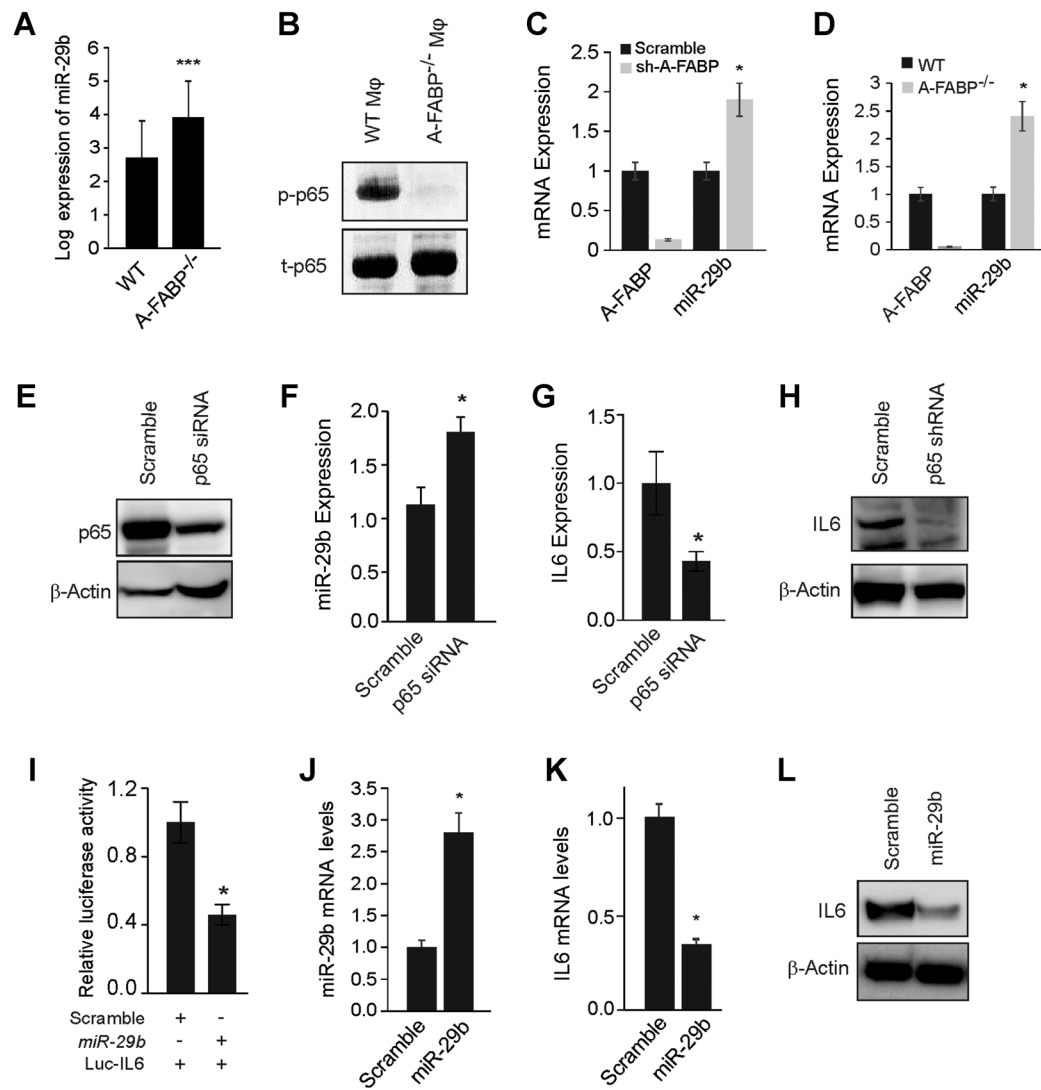 A
Log expression of miR-29b
6
5
4
3
2
1
0
***
WT
A-FABP-/-
B
WT Mφ
A-FABP-/- Mφ
p-p65
t-p65
C
mRNA Expression
Scramble
sh-A-FABP
2.5
2
1.5
1
0.5
0
*
A-FABP
miR-29b
D
mRNA Expression
WT
A-FABP-/-
3
2.5
2
1.5
1
0.5
0
*
A-FABP
miR-29b
E
Scramble
p65 siRNA
p65
β-Actin
F
miR-29b Expression
2.0
1.5
1.0
0.5
0.0
*
Scramble
p65 siRNA
G
IL6 Expression
1.5
1.0
0.5
0.0
*
Scramble
p65 siRNA
H
Scramble
p65 shRNA
IL6
β-Actin
I
Relative luciferase activity
1.2
0.8
0.4
0.0
*
Scramble + -
miR-29b - +
Luc-IL6 + +
J
miR-29b mRNA levels
3.5
3.0
2.5
2.0
1.5
1.0
0.5
0.0
*
Scramble
miR-29b
K
IL6 mRNA levels
1.0
0.5
0.0
*
Scramble
miR-29b
L
Scramble
miR-29b
IL6
β-Actin